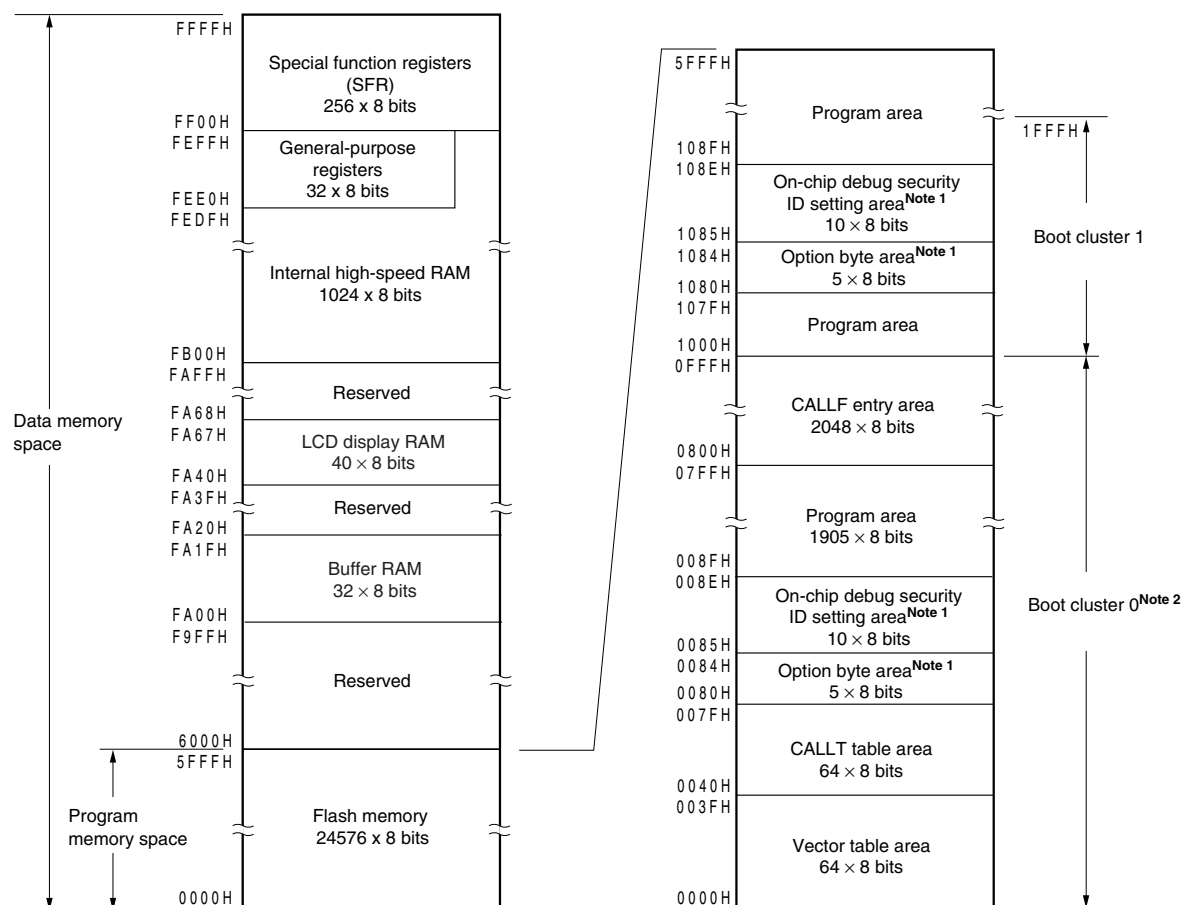 FFFFH
Special function registers
(SFR)
256 x 8 bits
FF00H
FEFFH
General-purpose
registers
32 x 8 bits
FEE0H
FEDFH
Internal high-speed RAM
1024 x 8 bits
FB00H
FAFFH
Reserved
FA68H
FA67H
LCD display RAM
40 × 8 bits
FA40H
FA3FH
Reserved
FA20H
FA1FH
Buffer RAM
32 × 8 bits
FA00H
F9FFH
Reserved
6000H
5FFFH
Flash memory
24576 x 8 bits
0000H
Data memory
space
Program
memory space
5FFFH
Program area
1FFFH
108FH
108EH
On-chip debug security
ID setting area Note 1
10 × 8 bits
1085H
1084H
Option byte area Note 1
5 × 8 bits
1080H
107FH
Program area
1000H
0FFFH
CALLF entry area
2048 × 8 bits
0800H
07FFH
Program area
1905 × 8 bits
008FH
008EH
On-chip debug security
ID setting area Note 1
10 × 8 bits
0085H
0084H
Option byte area Note 1
5 × 8 bits
0080H
007FH
CALLT table area
64 × 8 bits
0040H
003FH
Vector table area
64 × 8 bits
0000H
Boot cluster 1
Boot cluster 0 Note 2